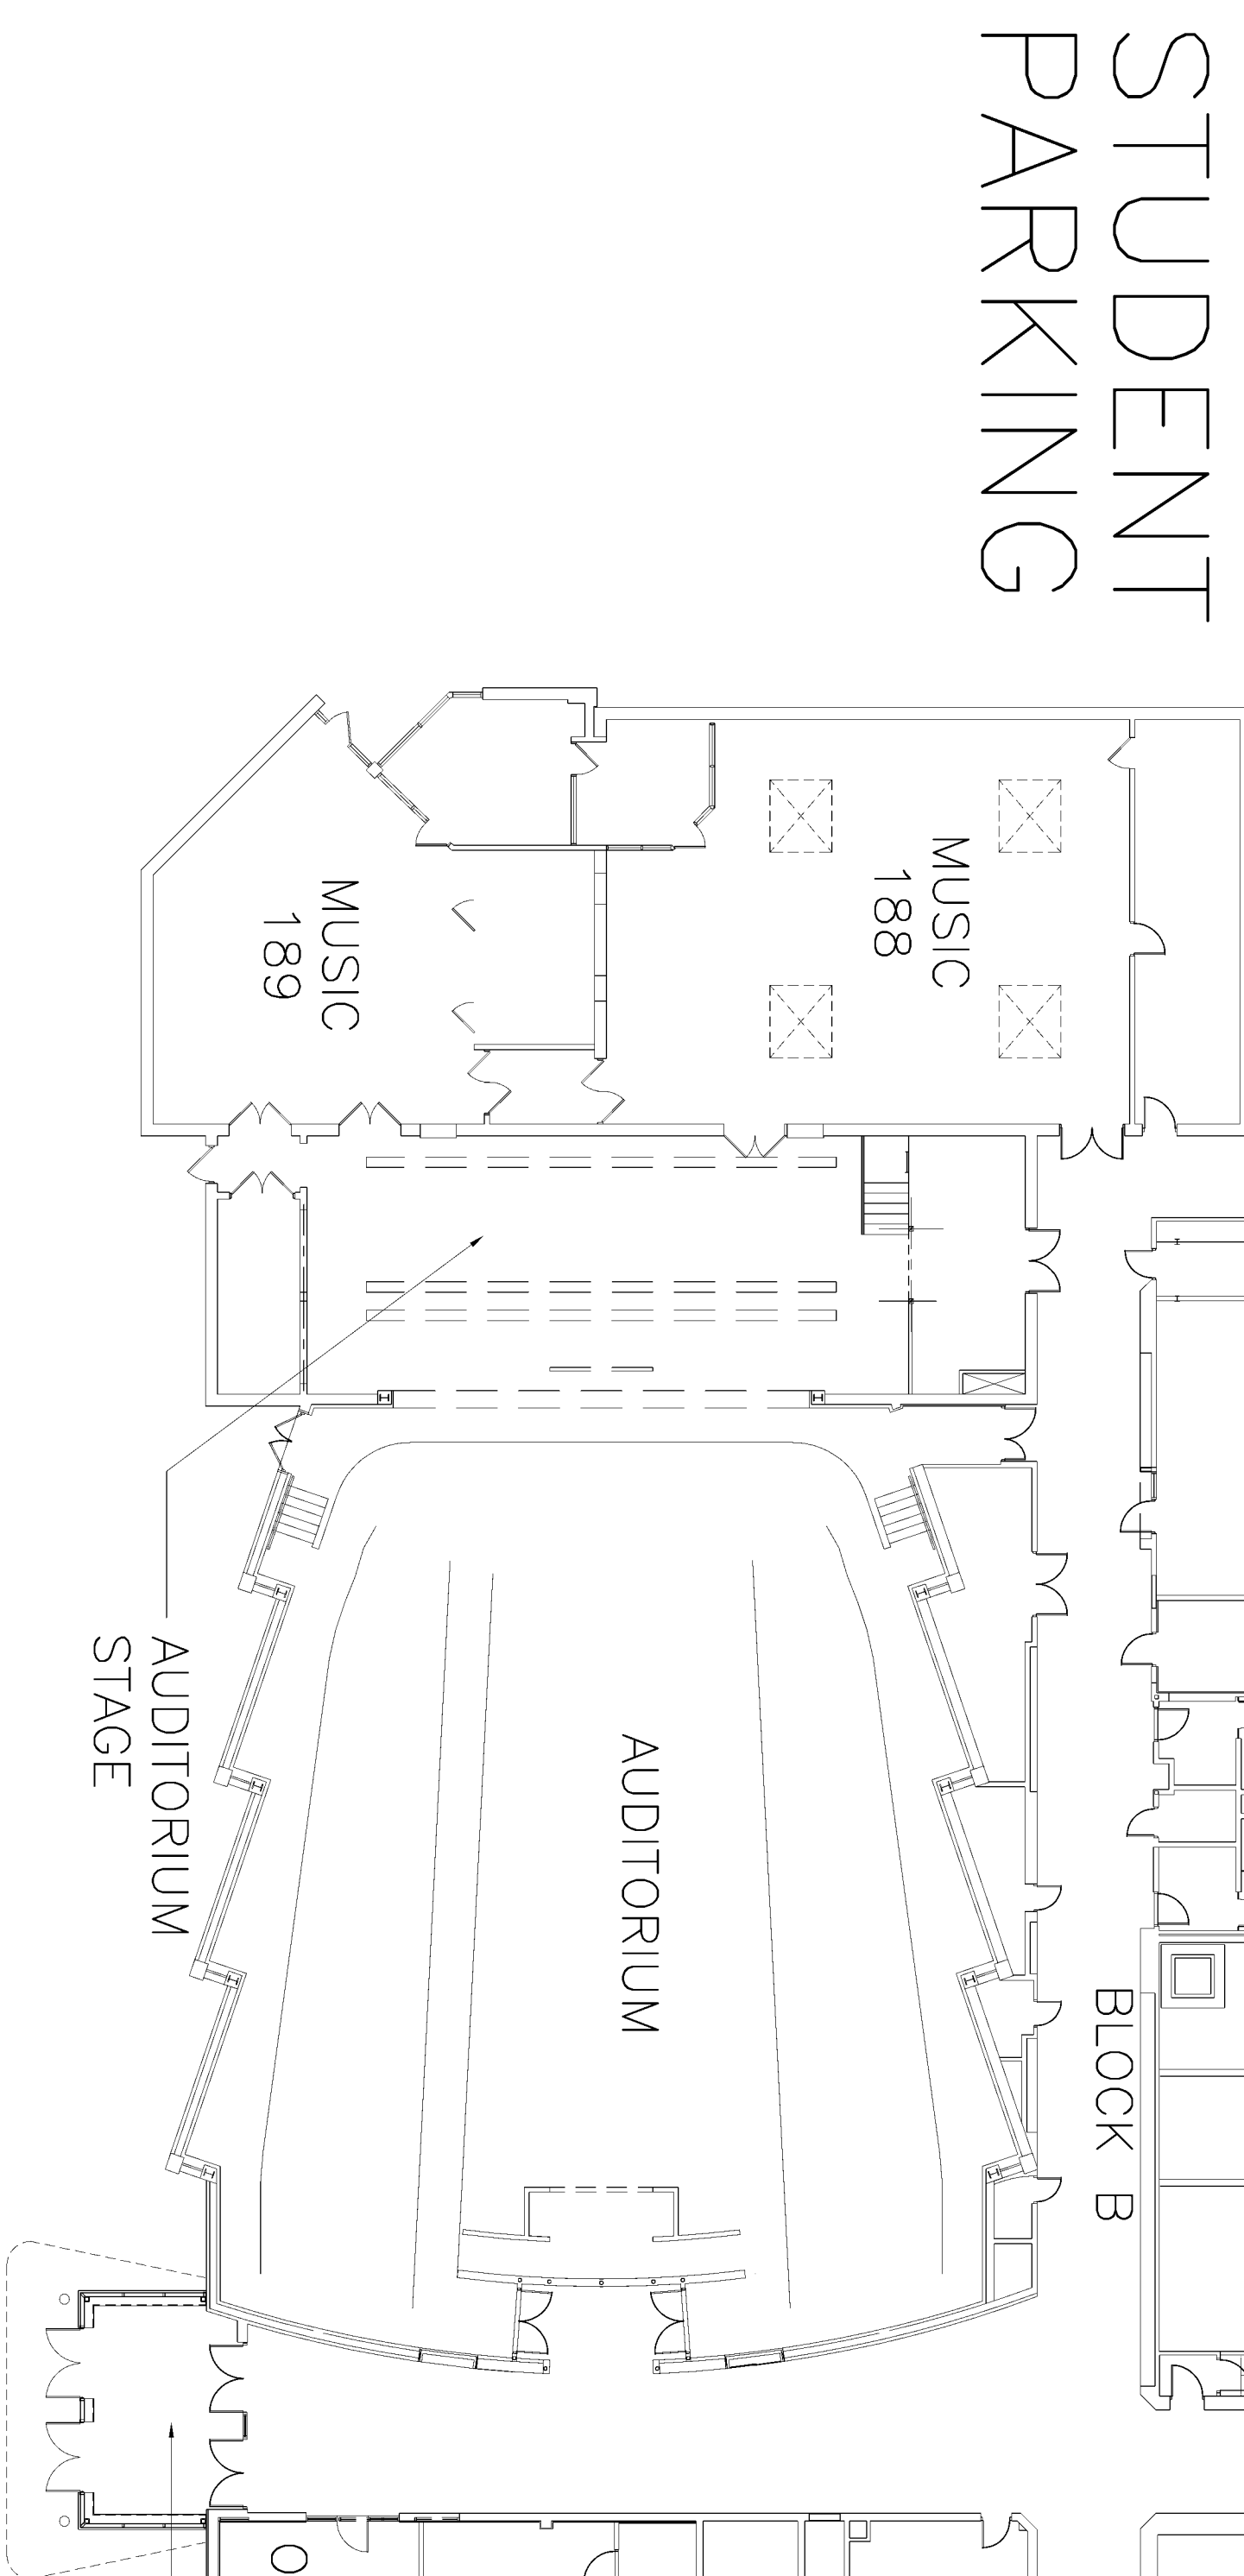 STUDENT
PARKING
MUSIC
188
MUSIC
189
AUDITORIUM
STAGE
AUDITORIUM
BLOCK B
O